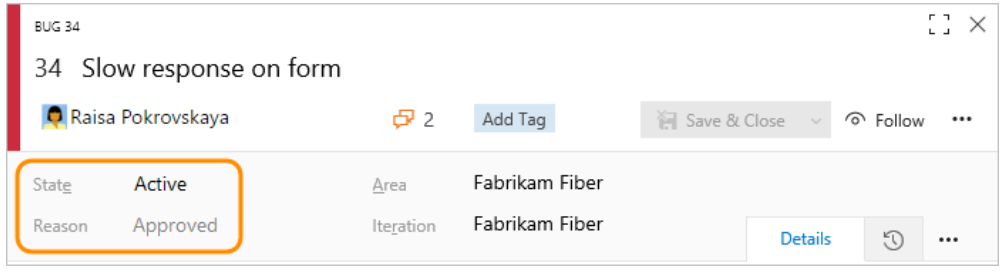 BUG 34
34 Slow response on form
Raisa Pokrovskaya 2 Add Tag Save & Close Follow
State Active Area Fabrikam Fiber
Reason Approved Iteration Fabrikam Fiber
Details